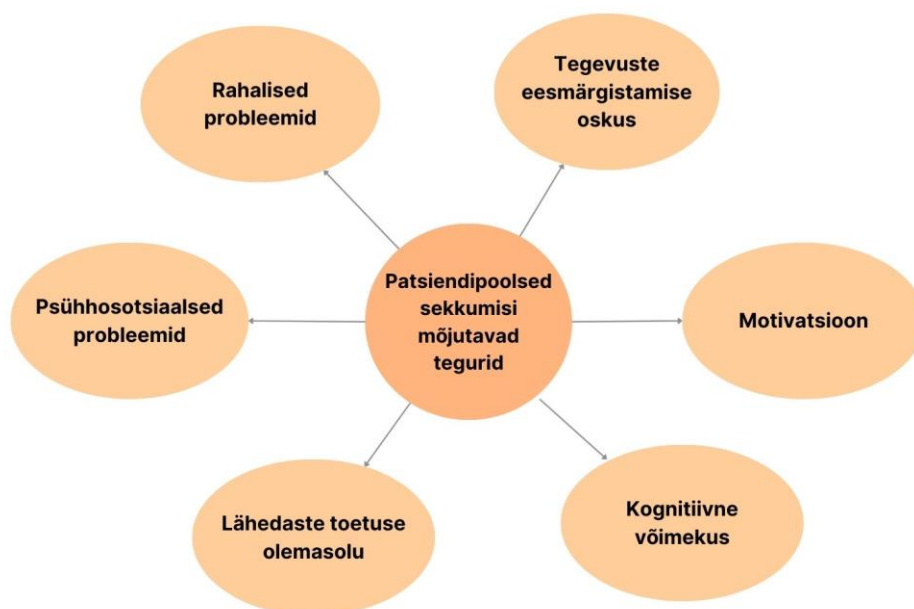 Rahalised
probleemid
Tegevuste
eesmärgistamise
oskus
Psühhosotsiaalsed
probleemid
Patsiendipoolsed
sekkumisi
mõjutavad
tegurid
Motivatsioon
Lähedaste toetuse
olemasolu
Kognitiivne
võimekus